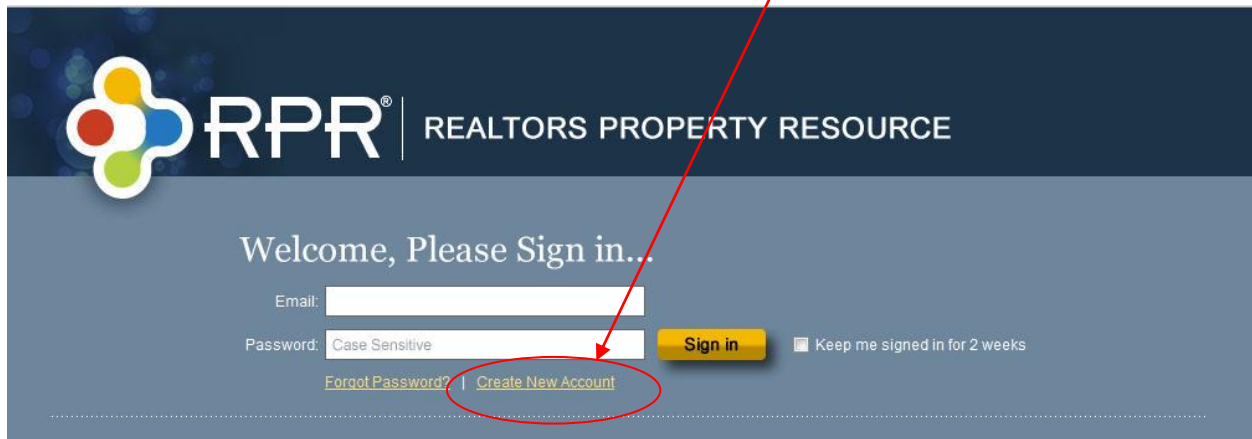 RPR® REALTORS PROPERTY RESOURCE
Welcome, Please Sign in...
Email:
Password: Case Sensitive Sign in Keep me signed in for 2 weeks
Forgot Password? | Create New Account